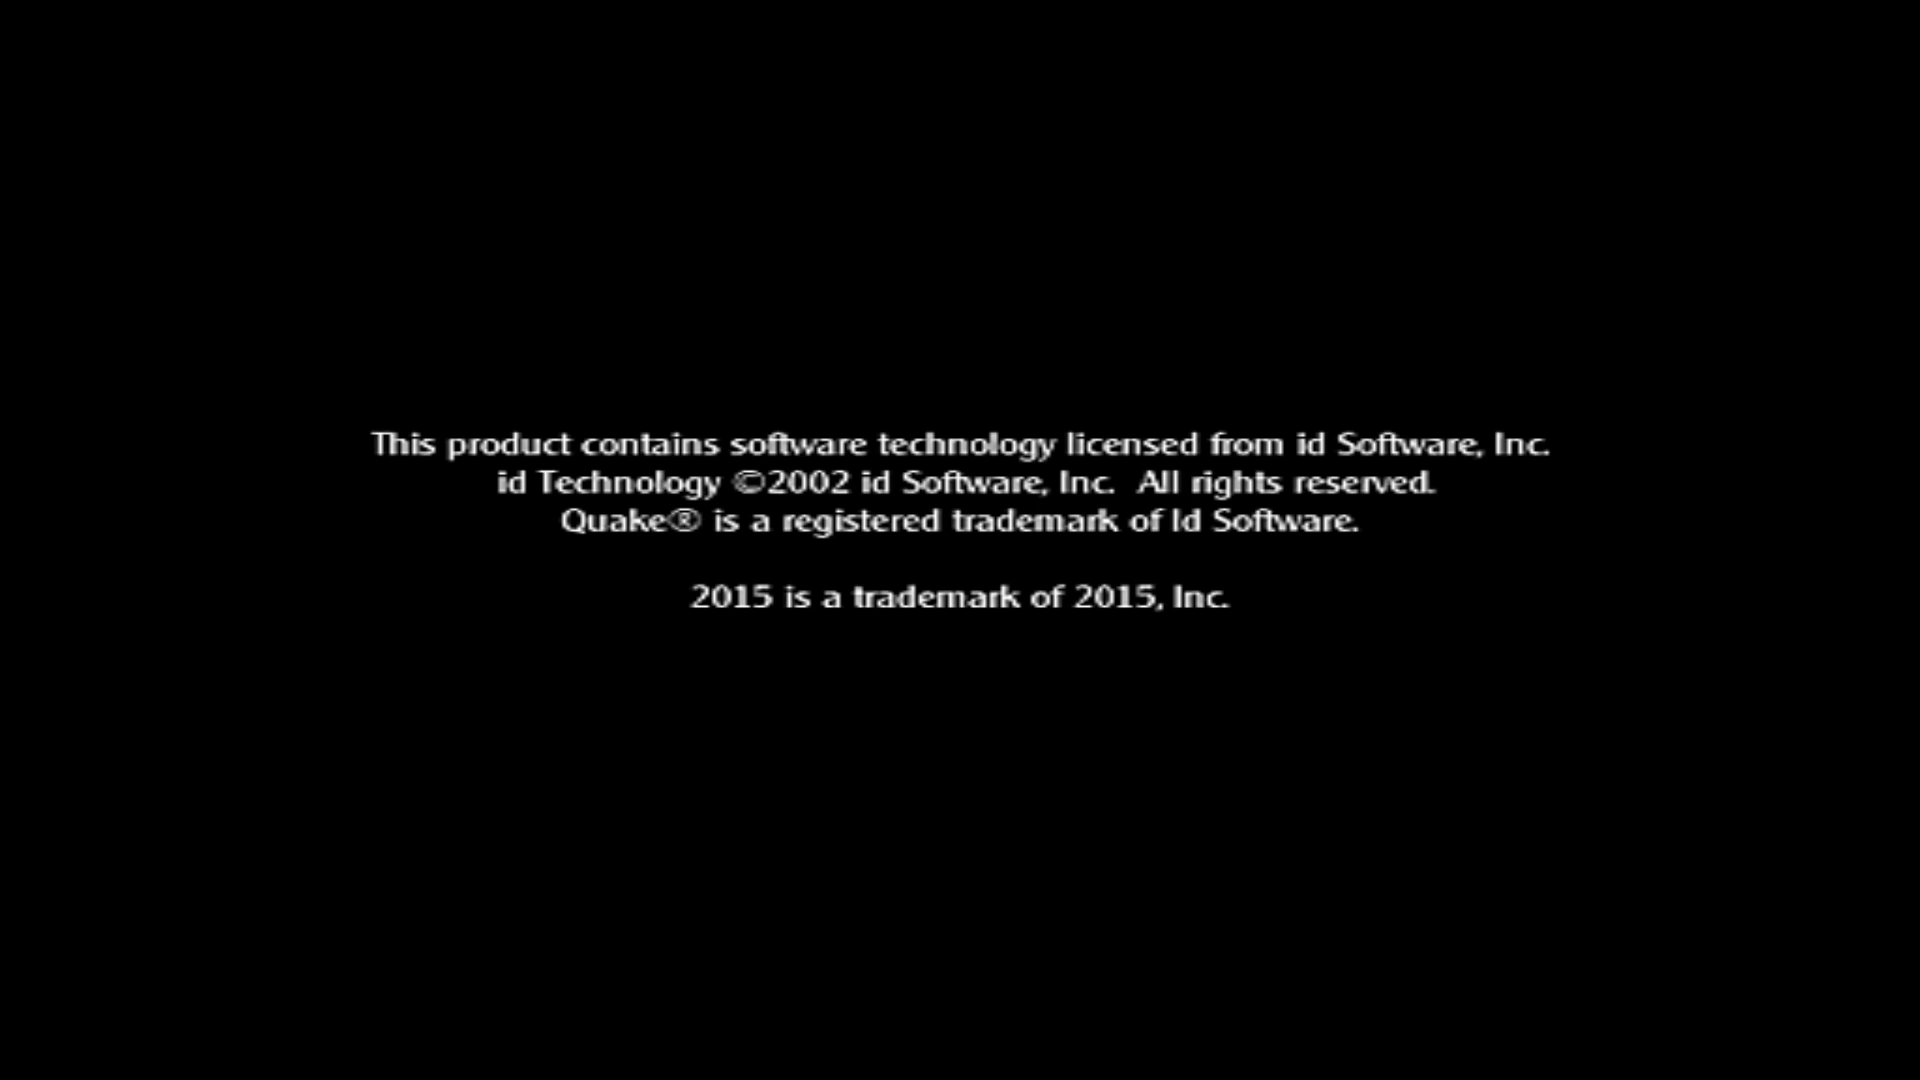 This product contains software technology licensed from id Software, Inc.
id Technology ©2002 id Software, Inc.  All rights reserved.
Quake® is a registered trademark of Id Software.
2015 is a trademark of 2015, Inc.